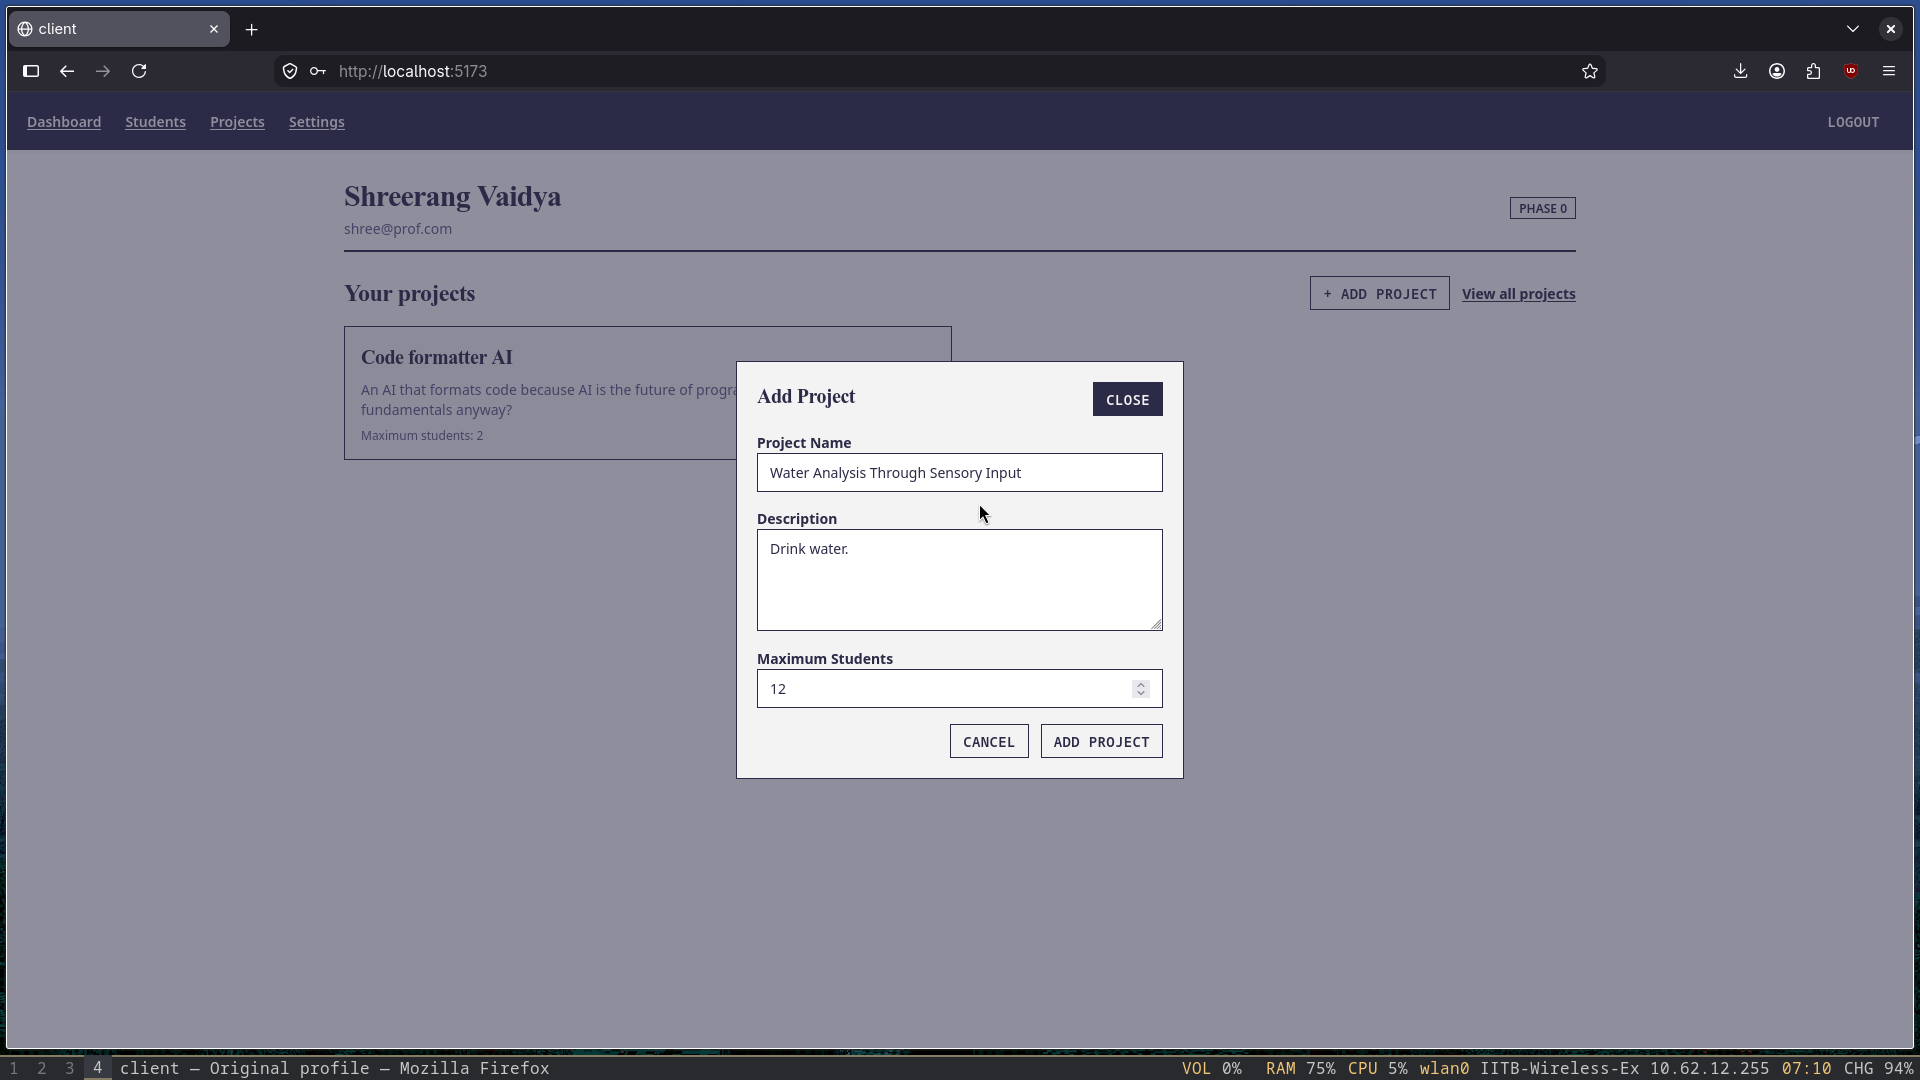 client
http://localhost:5173
Dashboard Students Projects Settings LOGOUT
Shreerang Vaidya
shree@prof.com
PHASE 0
Your projects
+ ADD PROJECT View all projects
Code formatter AI
An AI that formats code because AI is the future of
fundamentals anyway?
Maximum students: 2
Add Project
CLOSE
Project Name
Water Analysis Through Sensory Input
Description
Drink water.
Maximum Students
12
CANCEL ADD PROJECT
1 2 3 4 client — Original profile — Mozilla Firefox VOL 0% RAM 75% CPU 5% wlan0 IITB-Wireless-Ex 10.62.12.255 07:10 CHG 94%